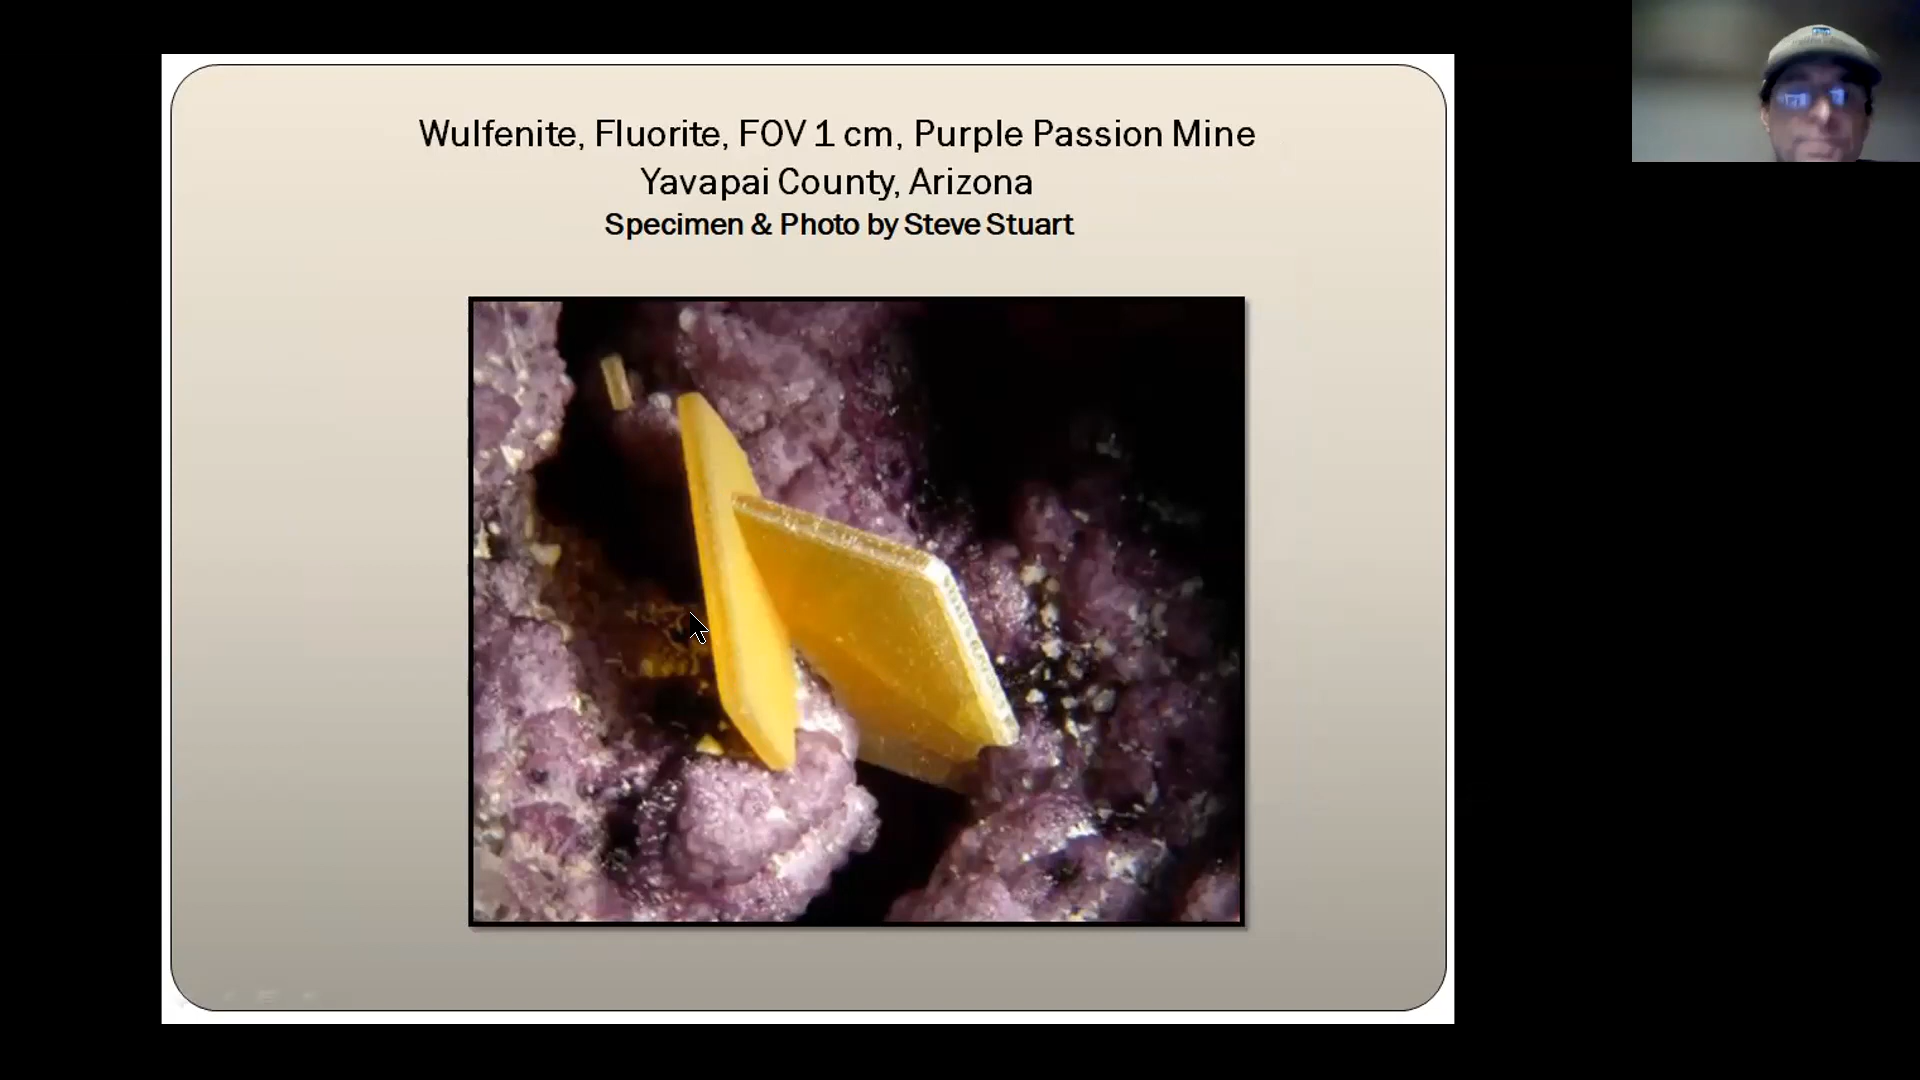 Wulfenite, Fluorite, FOV 1 cm, Purple Passion Mine
Yavapai County, Arizona
Specimen & Photo by Steve Stuart